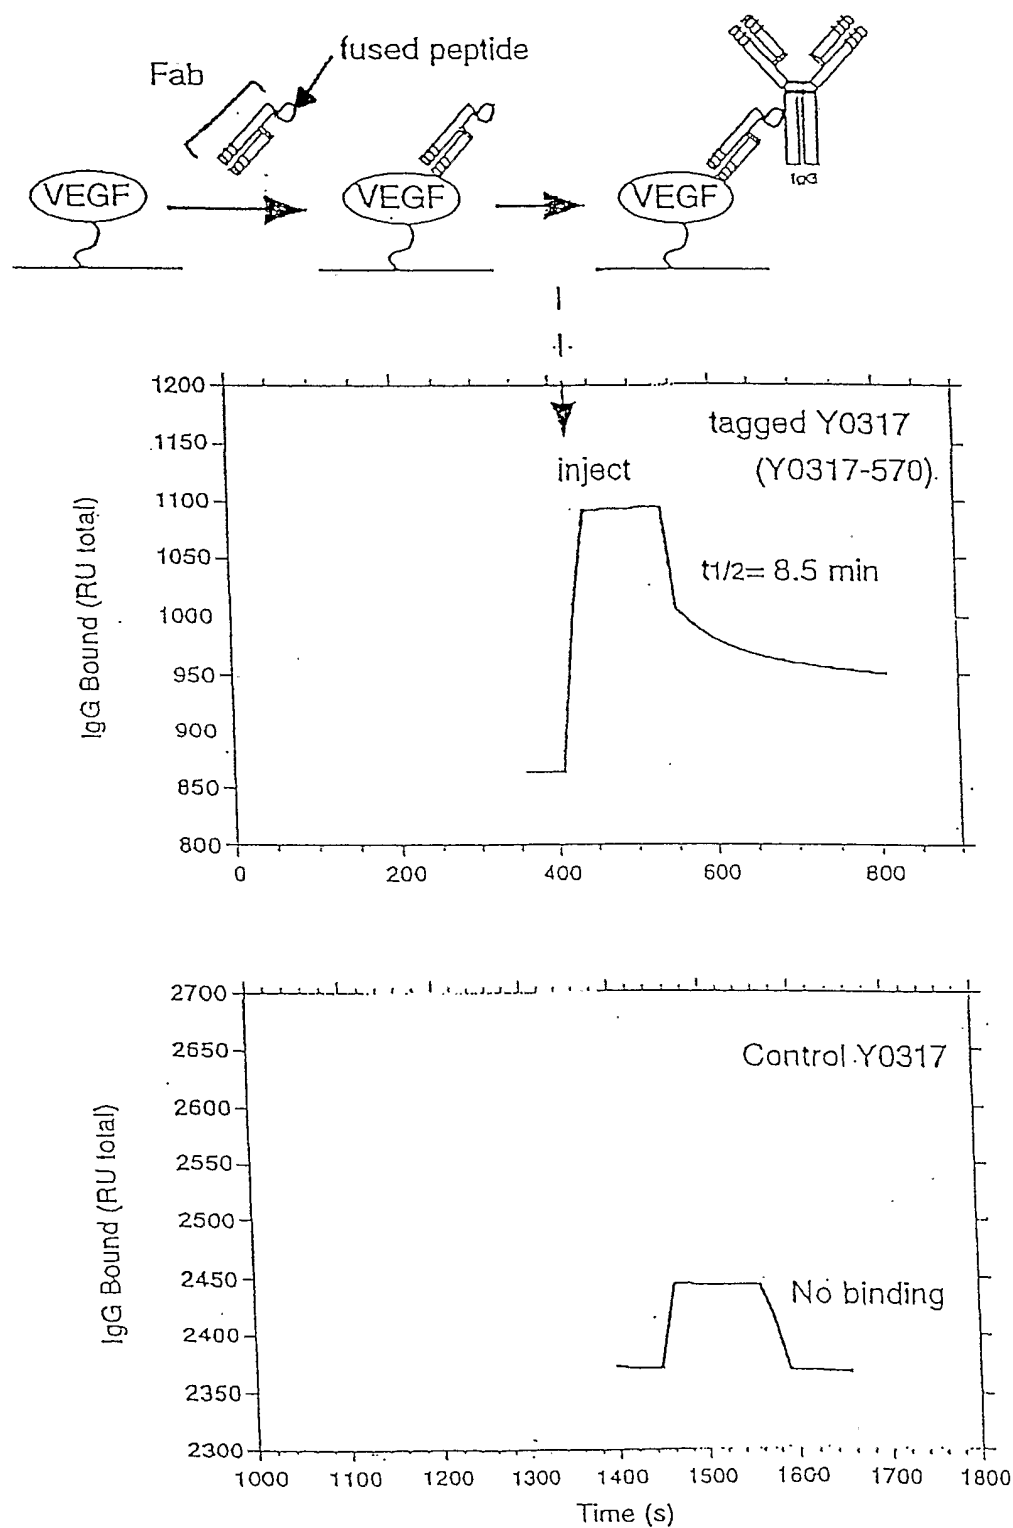 fused peptide
Fab
VEGF
VEGF
VEGF
IgG
1200
1150
1100
1050
1000
950
900
850
800
IgG Bound (RU total)
tagged Y0317
(Y0317-570).
inject
t1/2= 8.5 min
0 200 400 600 800
2700
2650
2600
2550
2500
2450
2400
2350
2300
IgG Bound (RU total)
Control Y0317
No binding
1000 1100 1200 1300 1400 1500 1600 1700 1800
Time (s)